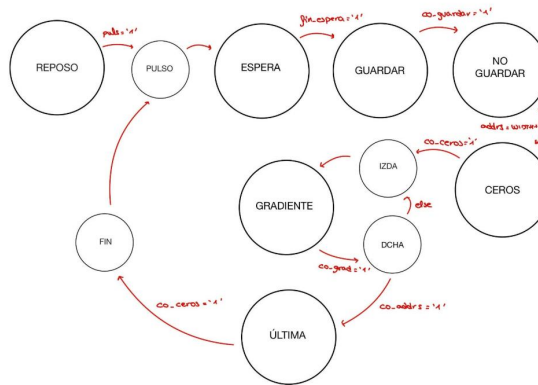 puls='1'
fin_espera='1'
co_guardar='1'
REPOSO
PULSO
ESPERA
GUARDAR
NO
GUARDAR
co_ceros='1'
IZDA
CEROS
GRADIENTE
else
DCHA
FIN
co_grad='1'
co_ceros='1'
co_addrs='1'
ÚLTIMA